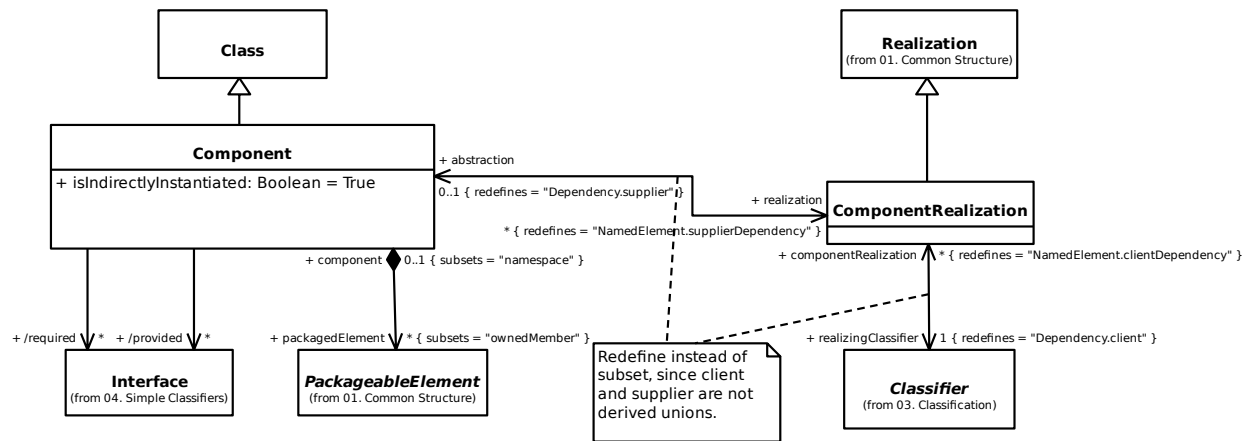 Class
Realization
(from 01. Common Structure)
Component
+ isIndirectlyInstantiated: Boolean = True
+ abstraction
0..1 { redefines = "Dependency.supplier" }
+ realization
* { redefines = "NamedElement.supplierDependency" }
ComponentRealization
+ component 0..1 { subsets = "namespace" }
+ componentRealization * { redefines = "NamedElement.clientDependency" }
+ /required * + /provided *
+ packagedElement * { subsets = "ownedMember" }
+ realizingClassifier 1 { redefines = "Dependency.client" }
Interface
(from 04. Simple Classifiers)
PackageableElement
(from 01. Common Structure)
Redefine instead of
subset, since client
and supplier are not
derived unions.
Classifier
(from 03. Classification)